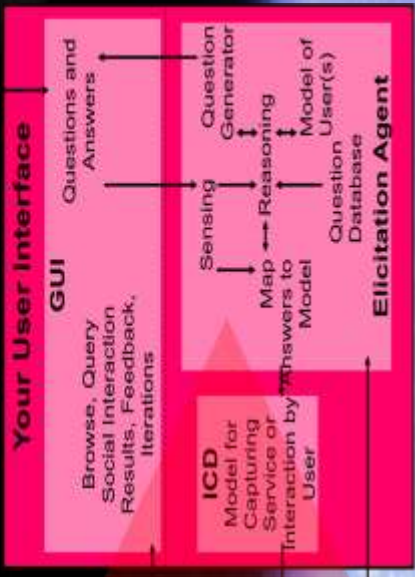 Your User Interface
GUI
Browse, Query
Social Interaction
Results, Feedback,
Iterations
Questions and
Answers
ICD
Model for
Capturing
Service or
Interaction by
User
Sensing
Question
Generator
Map
Reasoning
Answers to
Model
Model of
User(s)
Question
Database
Elicitation Agent